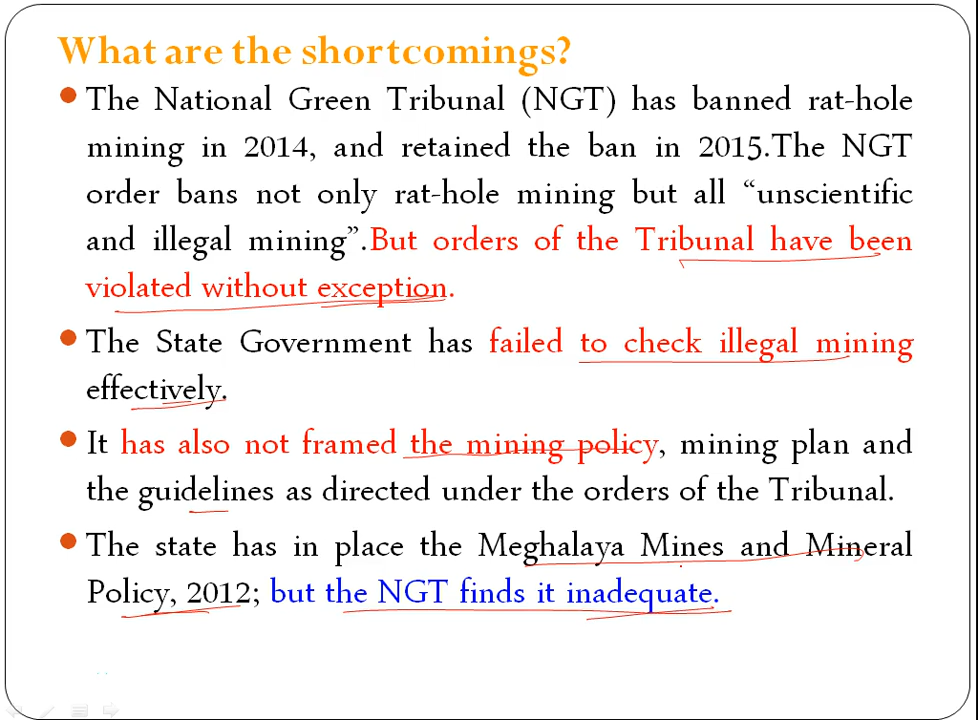 What are the shortcomings?
The National Green Tribunal (NGT) has banned rat-hole
mining in 2014, and retained the ban in 2015.The NGT
order bans not only rat-hole mining but all “unscientific
and illegal mining”.But orders of the Tribunal have been
violated without exception.
The State Government has failed to check illegal mining
effectively.
It has also not framed the mining policy, mining plan and
the guidelines as directed under the orders of the Tribunal.
The state has in place the Meghalaya Mines and Mineral
Policy, 2012; but the NGT finds it inadequate.